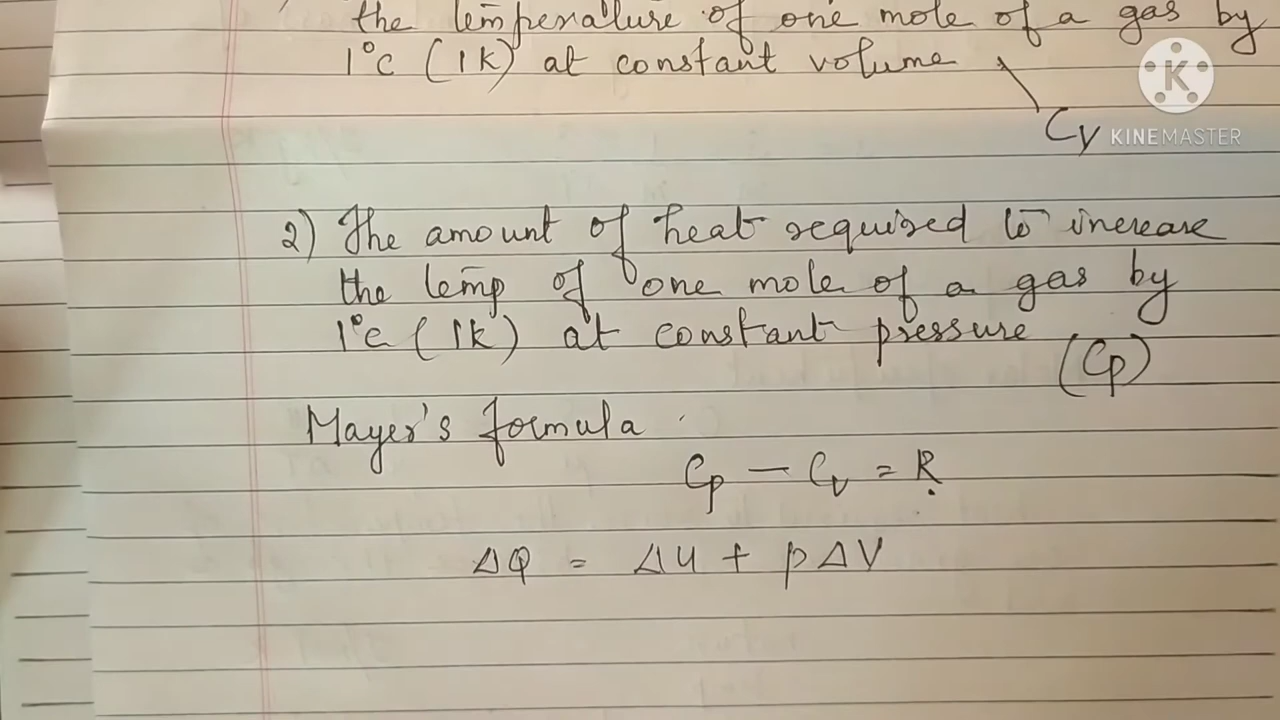 the temperature of one mole of a gas by
1°c (1k) at constant volume
Cv
K
KINEMASTER
2) The amount of heat required to increase
the temp of one mole of a gas by
1°c (1k) at constant pressure
(Cp)
Mayer's formula
Cp — Cv = R
ΔQ = Δu + pΔV